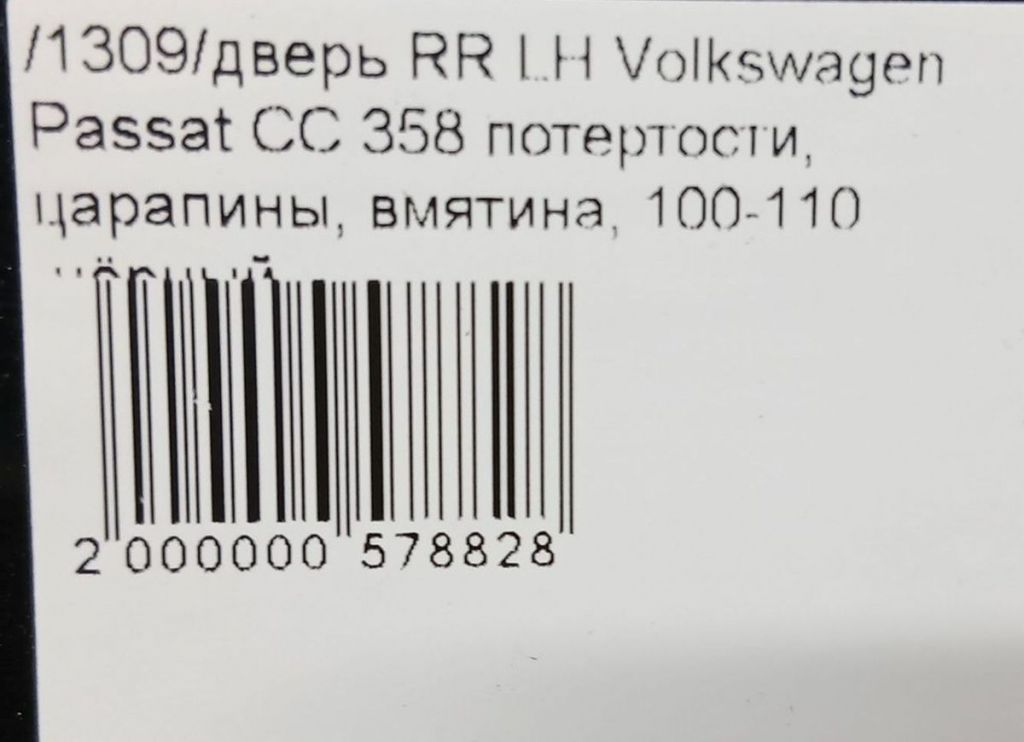 /1309/дверь RR LH Volkswagen
Passat CC 358 потертости,
царапины, вмятина, 100-110
2 000000 578828